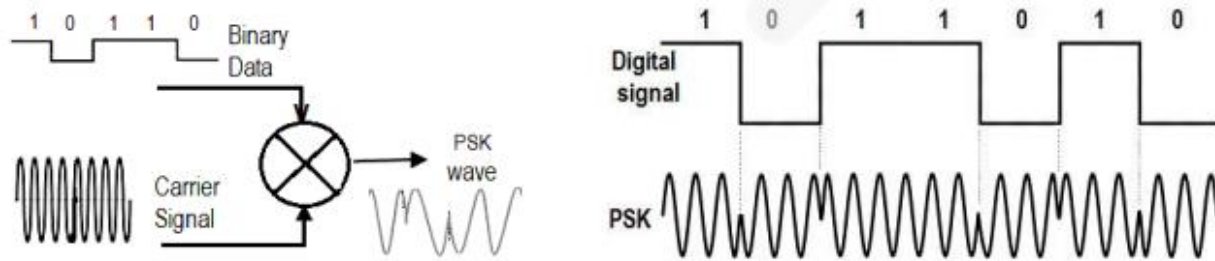 1 0 1 1 0
Binary
Data
Carrier
Signal
PSK
wave
1 0 1 1 0 1 0
Digital
signal
PSK